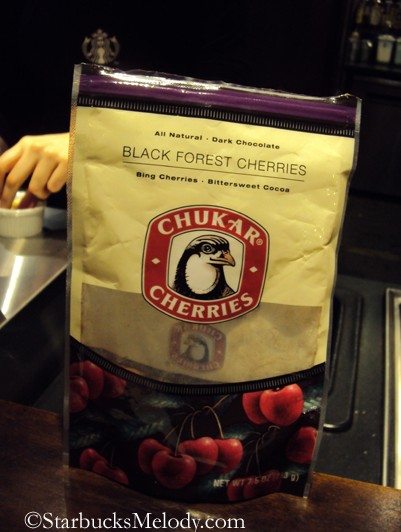 All Natural · Dark Chocolate
BLACK FOREST CHERRIES
Bing Cherries · Bittersweet Cocoa
CHUKAR®
CHERRIES
NET WT 7.5 OZ
©StarbucksMelody.com